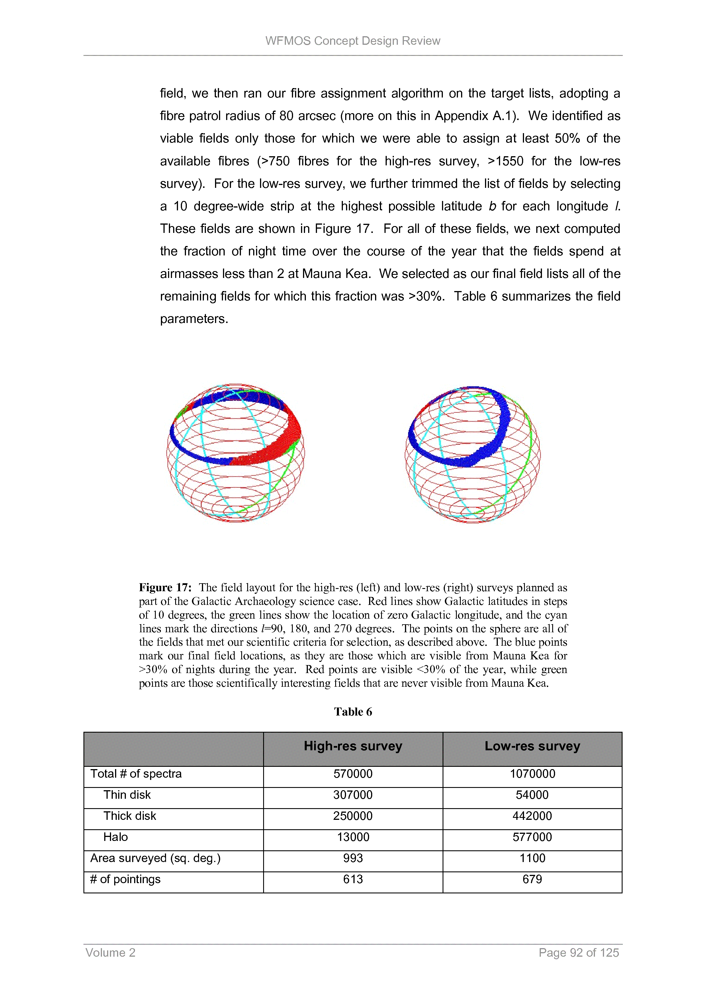 WFMOS Concept Design Review
field, we then ran our fibre assignment algorithm on the target lists, adopting a
fibre patrol radius of 80 arcsec (more on this in Appendix A.1).  We identified as
viable fields only those for which we were able to assign at least 50% of the
available fibres (>750 fibres for the high-res survey, >1550 for the low-res
survey).  For the low-res survey, we further trimmed the list of fields by selecting
a 10 degree-wide strip at the highest possible latitude b for each longitude l.
These fields are shown in Figure 17.  For all of these fields, we next computed
the fraction of night time over the course of the year that the fields spend at
airmasses less than 2 at Mauna Kea.  We selected as our final field lists all of the
remaining fields for which this fraction was >30%.  Table 6 summarizes the field
parameters.
Figure 17:  The field layout for the high-res (left) and low-res (right) surveys planned as
part of the Galactic Archaeology science case.  Red lines show Galactic latitudes in steps
of 10 degrees, the green lines show the location of zero Galactic longitude, and the cyan
lines mark the directions l=90, 180, and 270 degrees.  The points on the sphere are all of
the fields that met our scientific criteria for selection, as described above.  The blue points
mark our final field locations, as they are those which are visible from Mauna Kea for
>30% of nights during the year.  Red points are visible <30% of the year, while green
points are those scientifically interesting fields that are never visible from Mauna Kea.
Table 6
High-res survey Low-res survey
Total # of spectra 570000 1070000
Thin disk 307000 54000
Thick disk 250000 442000
Halo 13000 577000
Area surveyed (sq. deg.) 993 1100
# of pointings 613 679
Volume 2 Page 92 of 125